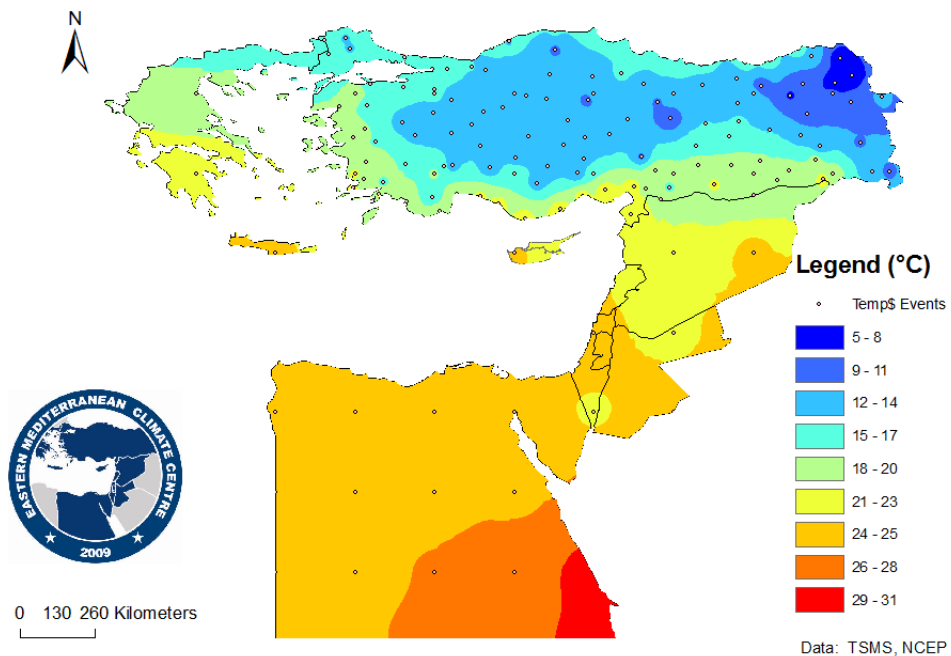 N
Legend (°C)
Temp$ Events
5 - 8
9 - 11
12 - 14
15 - 17
18 - 20
21 - 23
24 - 25
26 - 28
29 - 31
EASTERN MEDITERRANEAN CLIMATE CENTRE
2009
0 130 260 Kilometers
Data: TSMS, NCEP